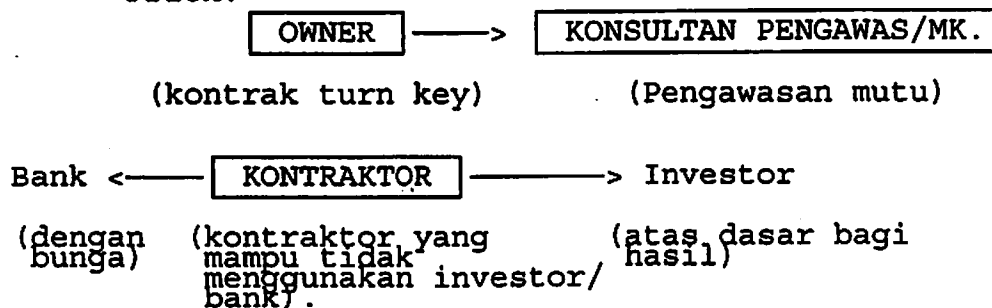 OWNER ——> KONSULTAN PENGAWAS/MK.
(kontrak turn key) (Pengawasan mutu)
Bank <—— KONTRAKTOR ——> Investor
(dengan (kontraktor yang (atas dasar bagi
bunga) mampu tidak hasil)
menggunakan investor/
bank).